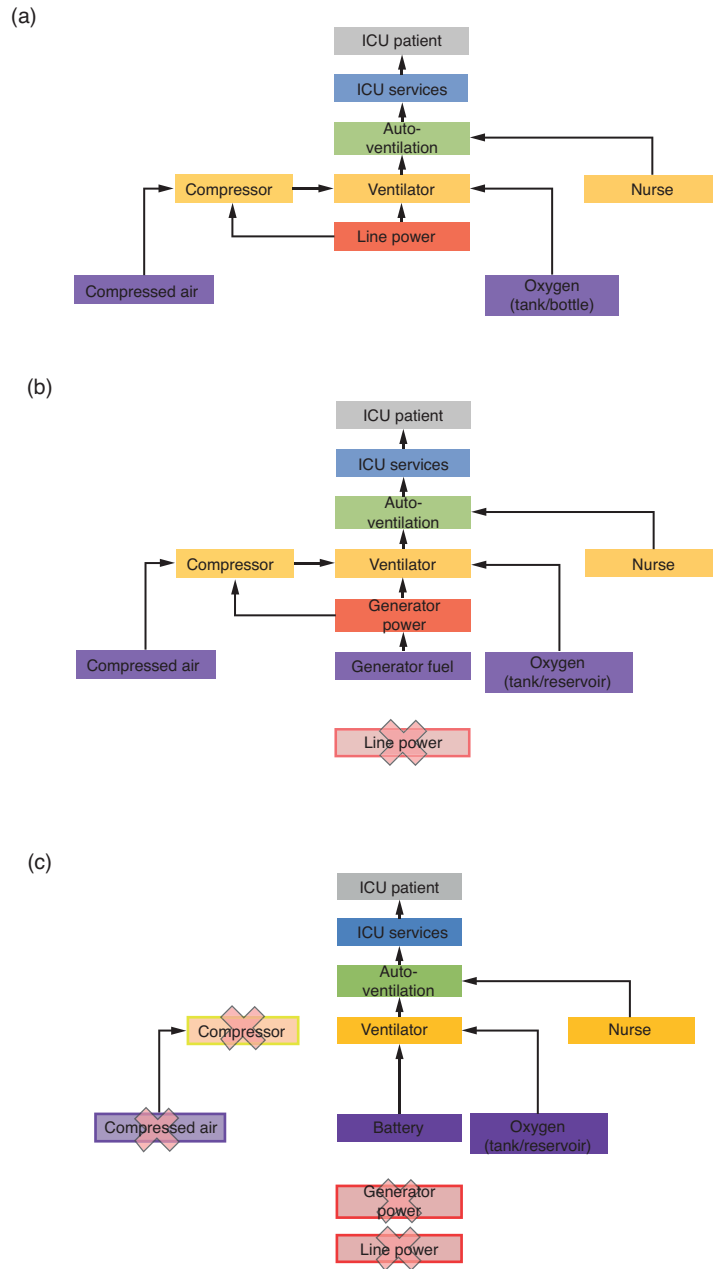 (a)
ICU patient
ICU services
Auto-
ventilation
Compressor
Ventilator
Nurse
Line power
Compressed air
Oxygen
(tank/bottle)
(b)
ICU patient
ICU services
Auto-
ventilation
Compressor
Ventilator
Nurse
Generator
power
Compressed air
Generator fuel
Oxygen
(tank/reservoir)
Line power
(c)
ICU patient
ICU services
Auto-
ventilation
Compressor
Ventilator
Nurse
Compressed air
Battery
Oxygen
(tank/reservoir)
Generator
power
Line power